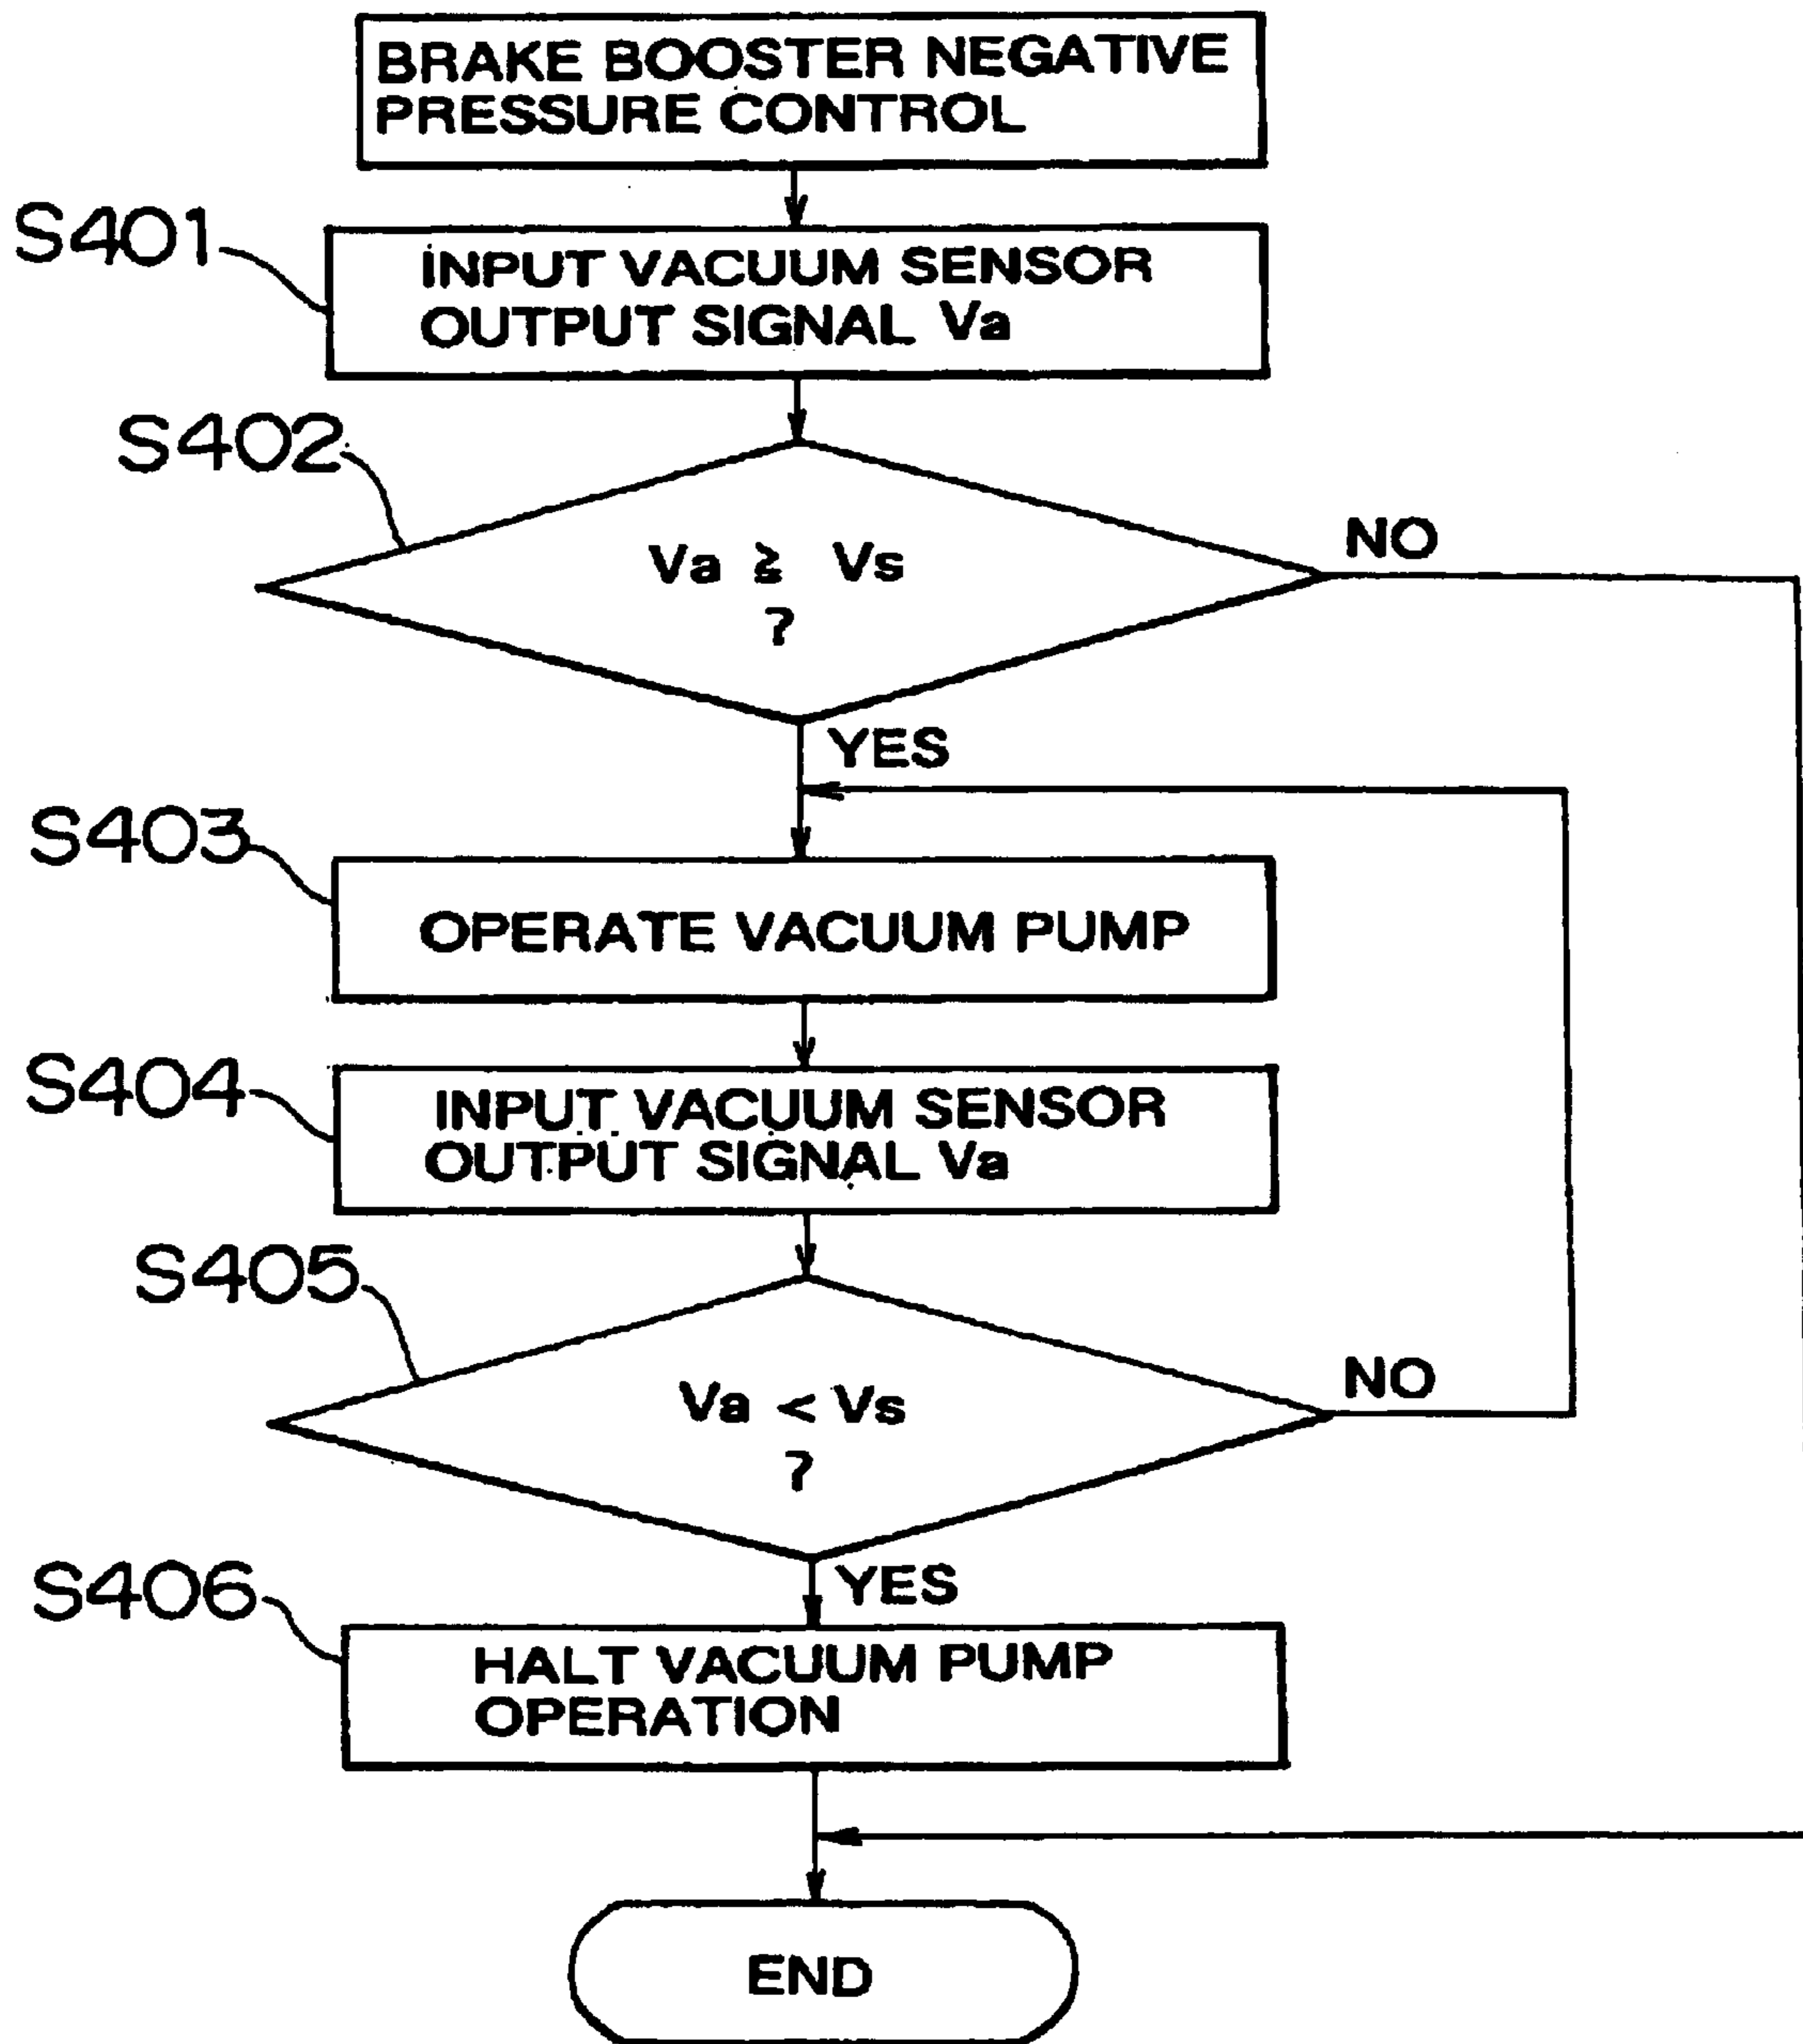 BRAKE BOOSTER NEGATIVE
PRESSURE CONTROL
S401
INPUT VACUUM SENSOR
OUTPUT SIGNAL Va
S402
Va ≧ Vs
?
NO
YES
S403
OPERATE VACUUM PUMP
S404
INPUT VACUUM SENSOR
OUTPUT SIGNAL Va
S405
Va < Vs
?
NO
YES
S406
HALT VACUUM PUMP
OPERATION
END